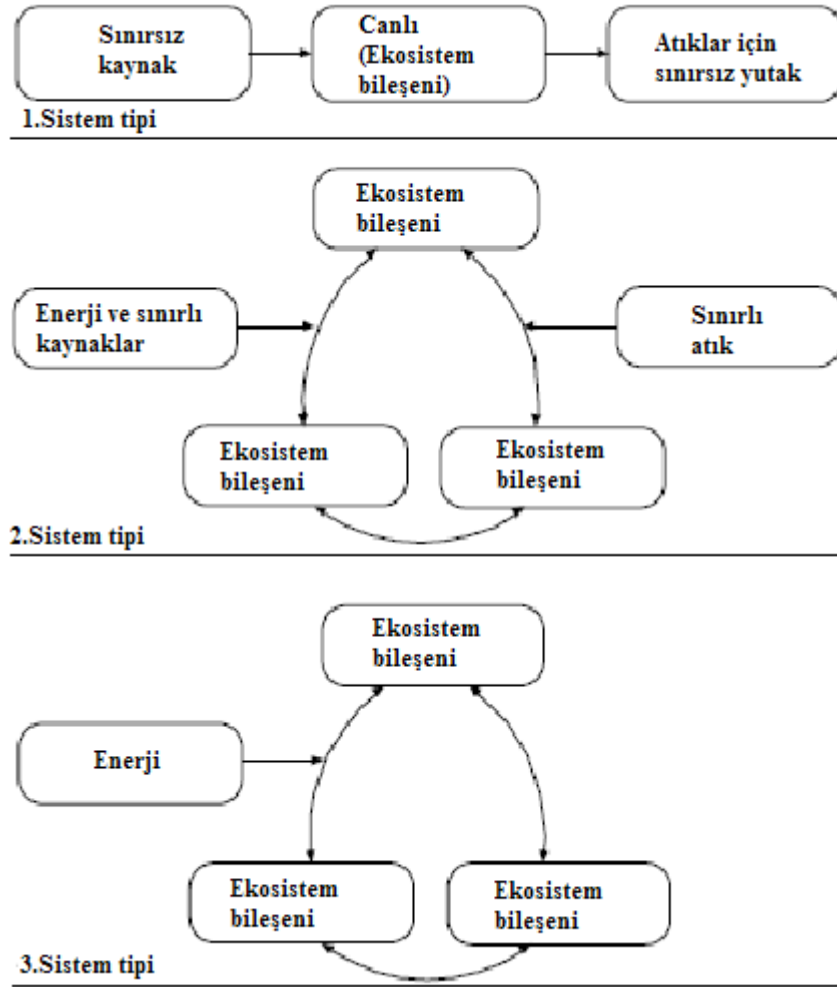 Sınırsız
kaynak
Canlı
(Ekosistem
bileşeni)
Atıklar için
sınırsız yutak
1.Sistem tipi
Ekosistem
bileşeni
Enerji ve sınırlı
kaynaklar
Sınırlı
atık
Ekosistem
bileşeni
Ekosistem
bileşeni
2.Sistem tipi
Ekosistem
bileşeni
Enerji
Ekosistem
bileşeni
Ekosistem
bileşeni
3.Sistem tipi